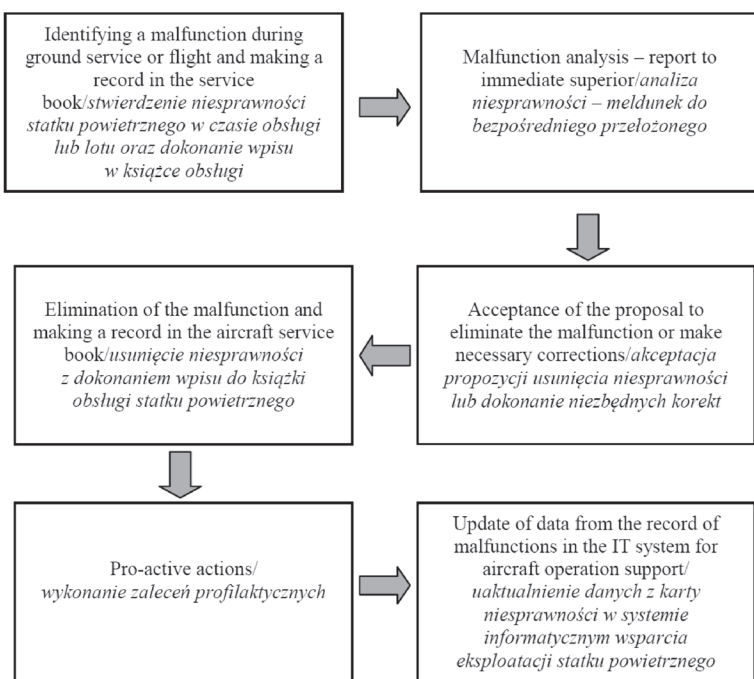 Identifying a malfunction during
ground service or flight and making a
record in the service
book/stwierdzenie niesprawności
statku powietrznego w czasie obsługi
lub lotu oraz dokonanie wpisu
w książce obsługi
Malfunction analysis – report to
immediate superior/analiza
niesprawności – meldunek do
bezpośredniego przełożonego
Acceptance of the proposal to
eliminate the malfunction or make
necessary corrections/akceptacja
propozycji usunięcia niesprawności
lub dokonanie niezbędnych korekt
Elimination of the malfunction and
making a record in the aircraft service
book/usunięcie niesprawności
z dokonaniem wpisu do książki
obsługi statku powietrznego
Pro-active actions/
wykonanie zaleceń profilaktycznych
Update of data from the record of
malfunctions in the IT system for
aircraft operation support/
uaktualnienie danych z karty
niesprawności w systemie
informatycznym wsparcia
eksploatacji statku powietrznego